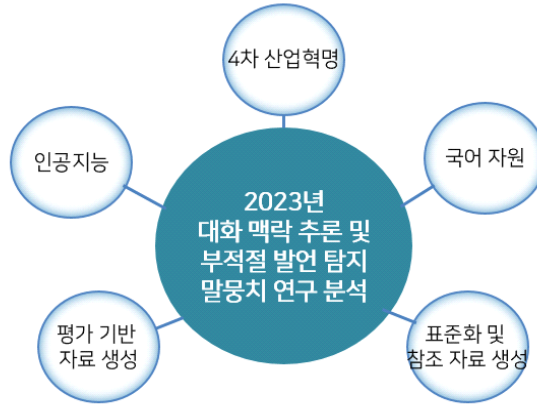 4차 산업혁명
인공지능
국어 자원
2023년
대화 맥락 추론 및
부적절 발언 탐지
말뭉치 연구 분석
평가 기반
자료 생성
표준화 및
참조 자료 생성